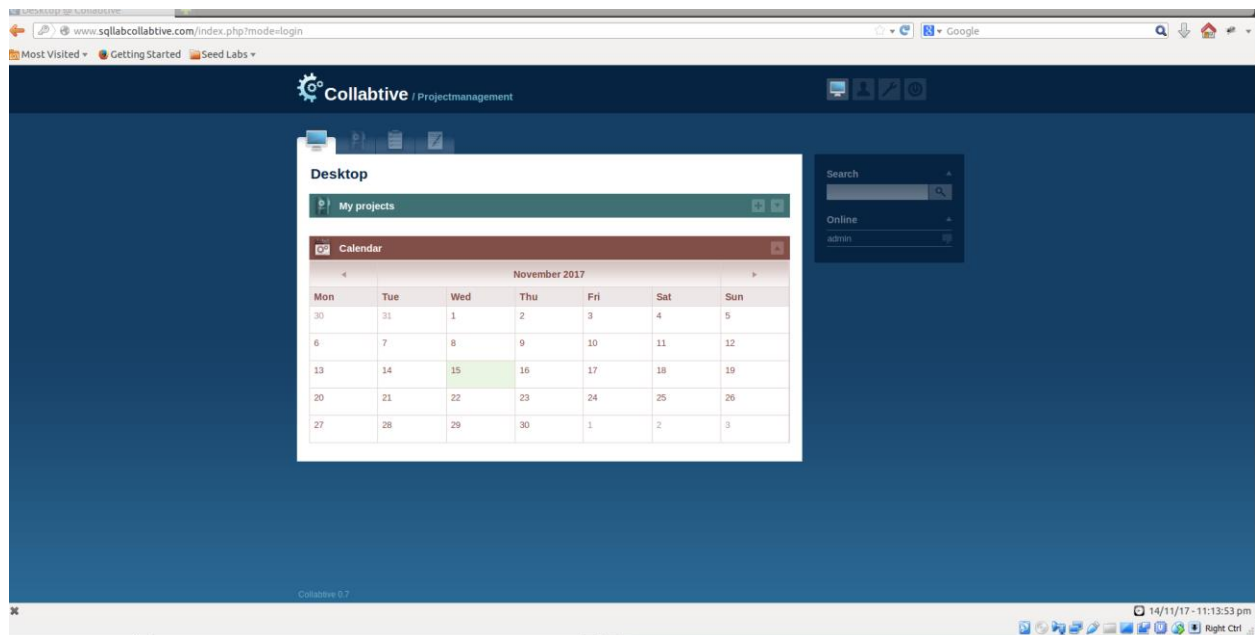 Desktop @ Collabtive
www.sqllabcollabtive.com/index.php?mode=login
Google
Most Visited
Getting Started
Seed Labs
Collabtive / Projectmanagement
Desktop
My projects
Calendar
November 2017
Mon Tue Wed Thu Fri Sat Sun
30 31 1 2 3 4 5
6 7 8 9 10 11 12
13 14 15 16 17 18 19
20 21 22 23 24 25 26
27 28 29 30 1 2 3
Search
Online
admin
Collabtive 0.7
14/11/17 - 11:13:53 pm
Right Ctrl